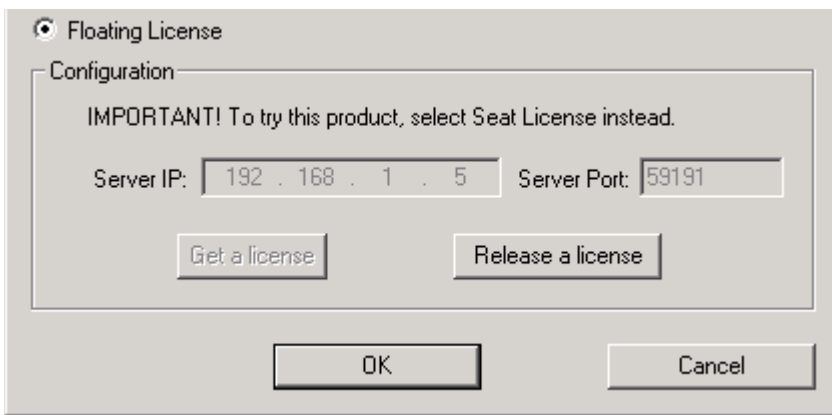 Floating License
Configuration
IMPORTANT! To try this product, select Seat License instead.
Server IP: 192 . 168 . 1 . 5 Server Port: 59191
Get a license Release a license
OK Cancel